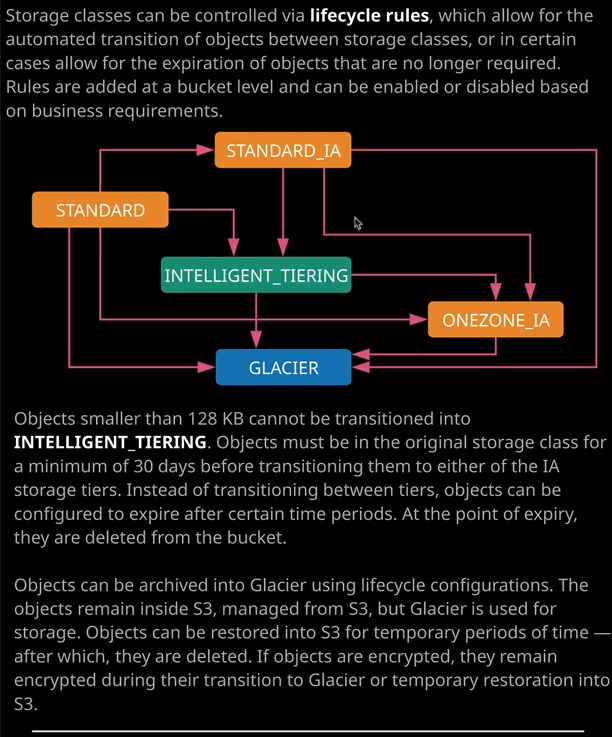 Storage classes can be controlled via lifecycle rules, which allow for the
automated transition of objects between storage classes, or in certain
cases allow for the expiration of objects that are no longer required.
Rules are added at a bucket level and can be enabled or disabled based
on business requirements.
STANDARD_IA
STANDARD
INTELLIGENT_TIERING
ONEZONE_IA
GLACIER
Objects smaller than 128 KB cannot be transitioned into
INTELLIGENT_TIERING. Objects must be in the original storage class for
a minimum of 30 days before transitioning them to either of the IA
storage tiers. Instead of transitioning between tiers, objects can be
configured to expire after certain time periods. At the point of expiry,
they are deleted from the bucket.
Objects can be archived into Glacier using lifecycle configurations. The
objects remain inside S3, managed from S3, but Glacier is used for
storage. Objects can be restored into S3 for temporary periods of time —
after which, they are deleted. If objects are encrypted, they remain
encrypted during their transition to Glacier or temporary restoration into
S3.